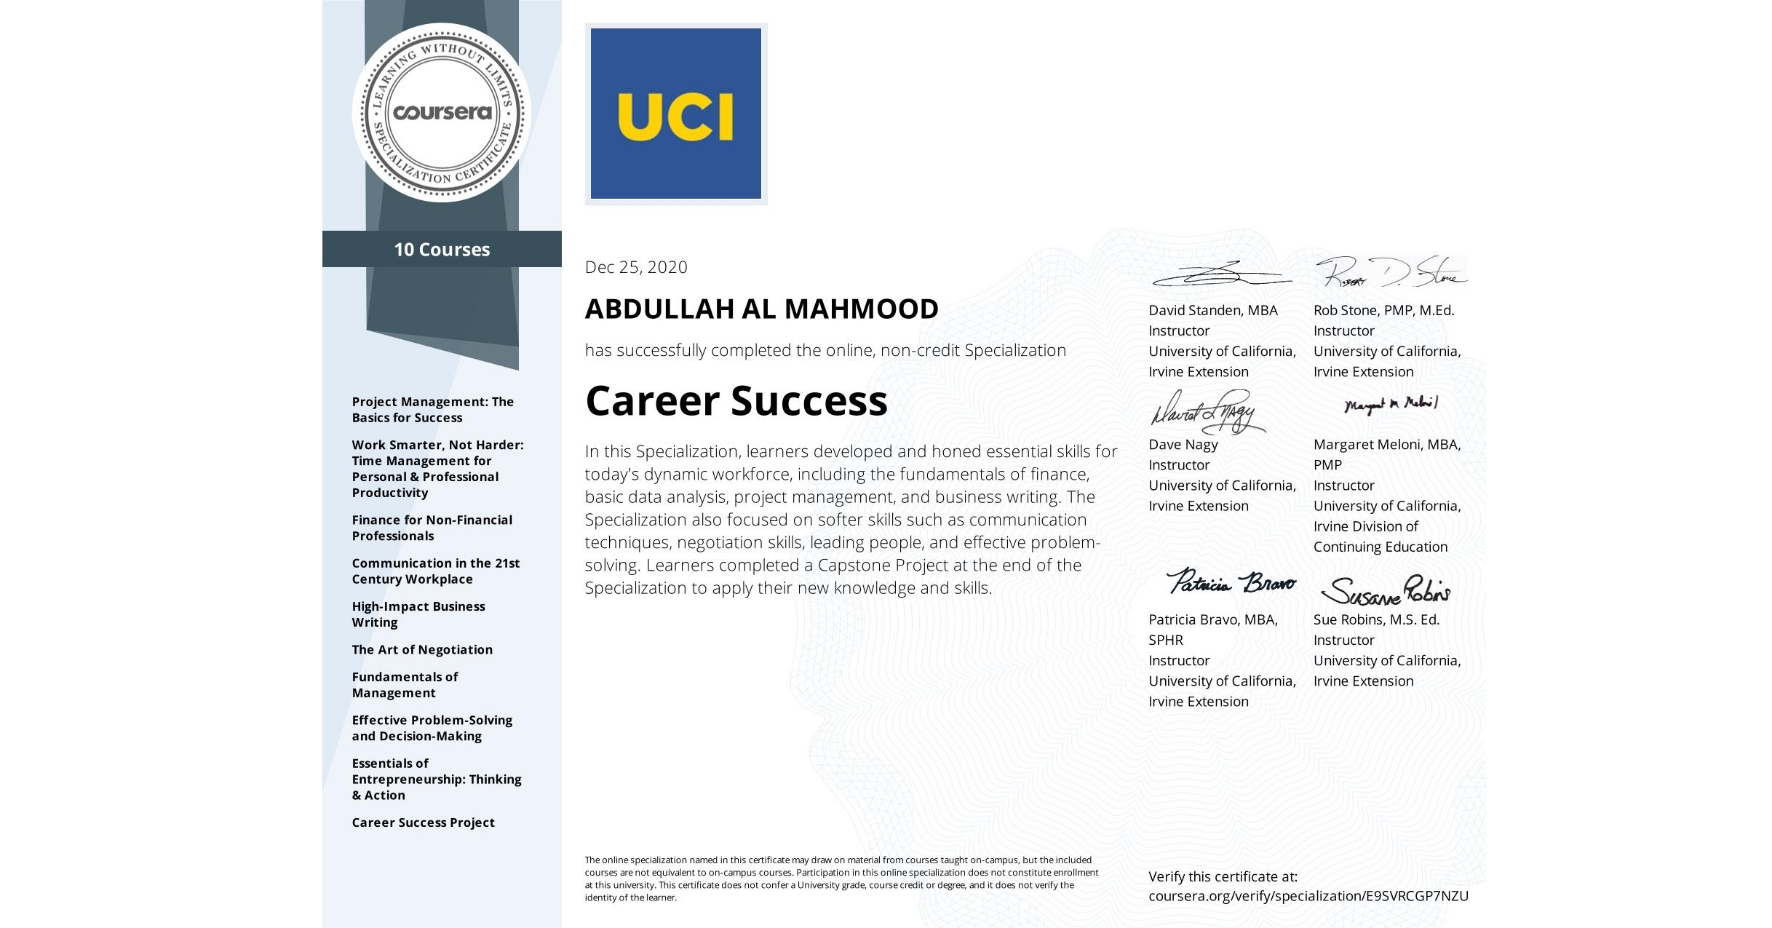 LEARNING WITHOUT LIMITS
coursera
SPECIALIZATION CERTIFICATE
10 Courses
Project Management: The
Basics for Success
Work Smarter, Not Harder:
Time Management for
Personal & Professional
Productivity
Finance for Non-Financial
Professionals
Communication in the 21st
Century Workplace
High-Impact Business
Writing
The Art of Negotiation
Fundamentals of
Management
Effective Problem-Solving
and Decision-Making
Essentials of
Entrepreneurship: Thinking
& Action
Career Success Project
UCI
Dec 25, 2020
ABDULLAH AL MAHMOOD
has successfully completed the online, non-credit Specialization
Career Success
In this Specialization, learners developed and honed essential skills for
today's dynamic workforce, including the fundamentals of finance,
basic data analysis, project management, and business writing. The
Specialization also focused on softer skills such as communication
techniques, negotiation skills, leading people, and effective problem-
solving. Learners completed a Capstone Project at the end of the
Specialization to apply their new knowledge and skills.
David Standen, MBA
Instructor
University of California,
Irvine Extension
Robert D. Stone
Rob Stone, PMP, M.Ed.
Instructor
University of California,
Irvine Extension
David L Nagy
Dave Nagy
Instructor
University of California,
Irvine Extension
Margaret M Meloni
Margaret Meloni, MBA,
PMP
Instructor
University of California,
Irvine Division of
Continuing Education
Patricia Bravo
Patricia Bravo, MBA,
SPHR
Instructor
University of California,
Irvine Extension
Susanne Robins
Sue Robins, M.S. Ed.
Instructor
University of California,
Irvine Extension
The online specialization named in this certificate may draw on material from courses taught on-campus, but the included
courses are not equivalent to on-campus courses. Participation in this online specialization does not constitute enrollment
at this university. This certificate does not confer a University grade, course credit or degree, and it does not verify the
identity of the learner.
Verify this certificate at:
coursera.org/verify/specialization/E9SVRCGP7NZU